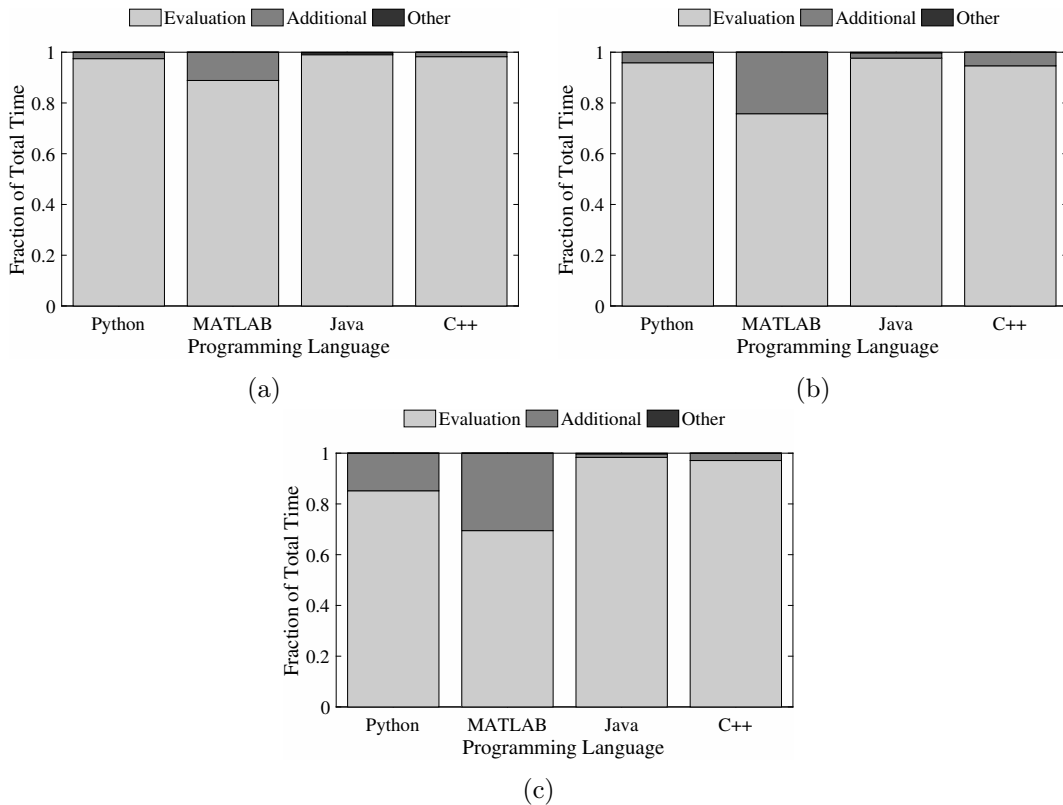 Evaluation Additional Other
Fraction of Total Time
1
0.8
0.6
0.4
0.2
0
Python MATLAB Java C++
Programming Language
(a)
Evaluation Additional Other
Fraction of Total Time
1
0.8
0.6
0.4
0.2
0
Python MATLAB Java C++
Programming Language
(b)
Evaluation Additional Other
Fraction of Total Time
1
0.8
0.6
0.4
0.2
0
Python MATLAB Java C++
Programming Language
(c)